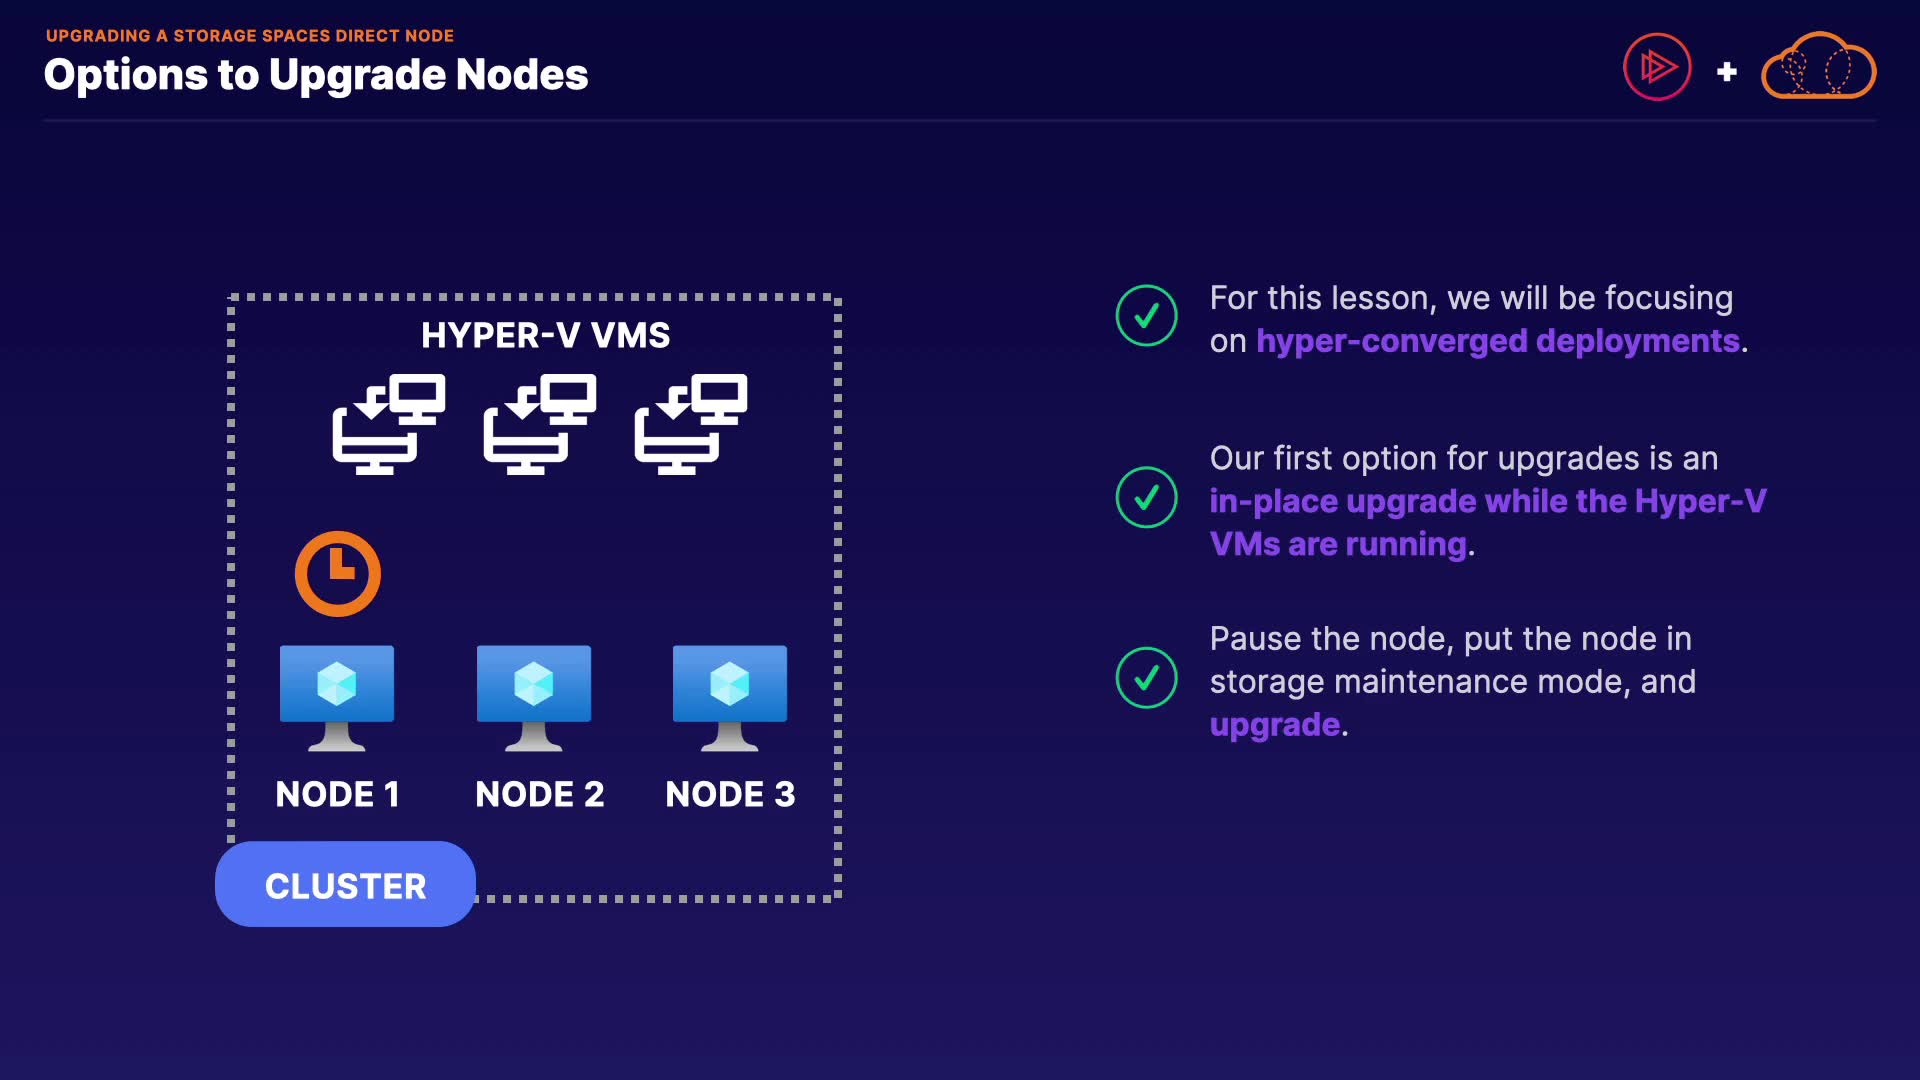 UPGRADING A STORAGE SPACES DIRECT NODE
Options to Upgrade Nodes
HYPER-V VMS
NODE 1
NODE 2
NODE 3
CLUSTER
For this lesson, we will be focusing
on hyper-converged deployments.
Our first option for upgrades is an
in-place upgrade while the Hyper-V
VMs are running.
Pause the node, put the node in
storage maintenance mode, and
upgrade.